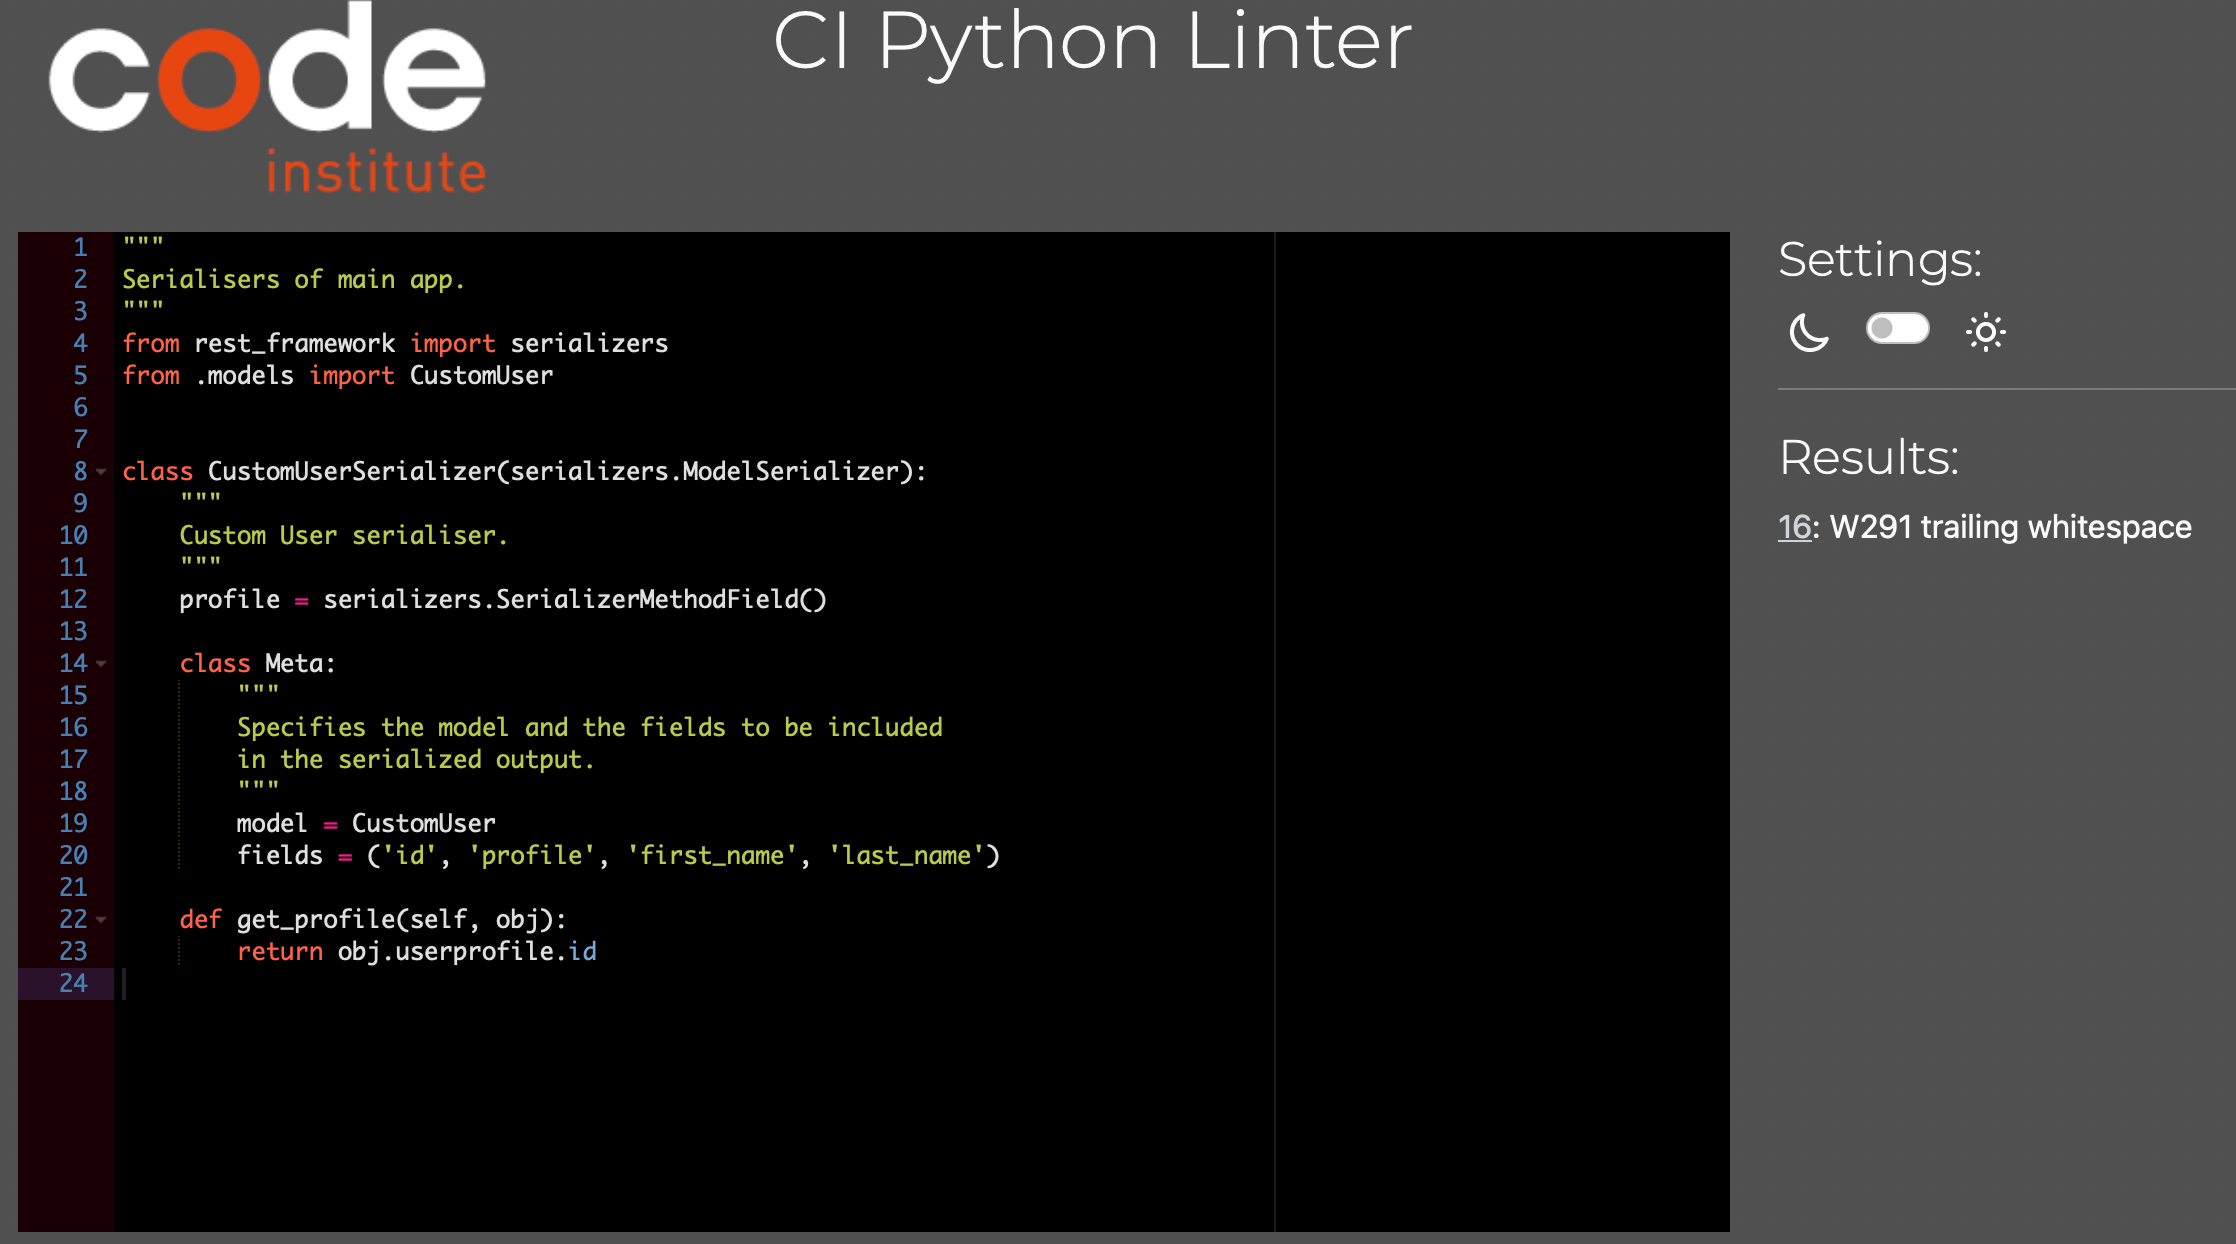 code
institute
CI Python Linter
1 """
2 Serialisers of main app.
3 """
4 from rest_framework import serializers
5 from .models import CustomUser
6
7
8 class CustomUserSerializer(serializers.ModelSerializer):
9     """
10     Custom User serialiser.
11     """
12     profile = serializers.SerializerMethodField()
13
14     class Meta:
15         """
16         Specifies the model and the fields to be included
17         in the serialized output.
18         """
19         model = CustomUser
20         fields = ('id', 'profile', 'first_name', 'last_name')
21
22     def get_profile(self, obj):
23         return obj.userprofile.id
24
Settings:
Results:
16: W291 trailing whitespace